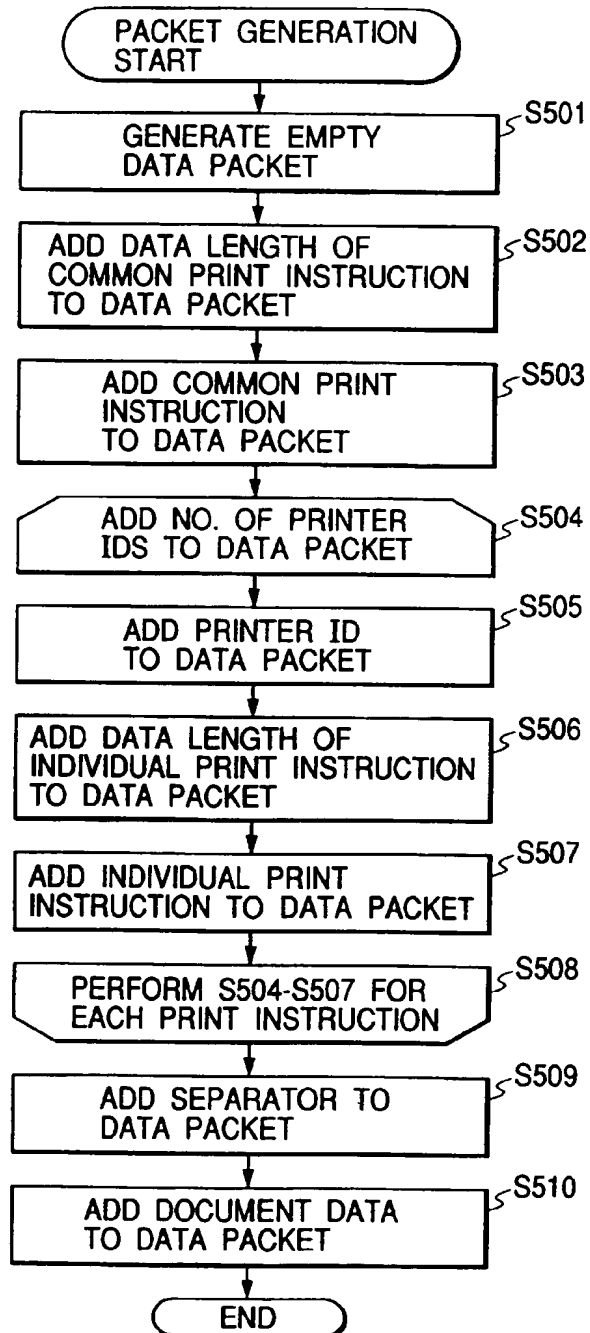 PACKET GENERATION
START
S501
GENERATE EMPTY
DATA PACKET
S502
ADD DATA LENGTH OF
COMMON PRINT INSTRUCTION
TO DATA PACKET
S503
ADD COMMON PRINT
INSTRUCTION
TO DATA PACKET
S504
ADD NO. OF PRINTER
IDS TO DATA PACKET
S505
ADD PRINTER ID
TO DATA PACKET
S506
ADD DATA LENGTH OF
INDIVIDUAL PRINT INSTRUCTION
TO DATA PACKET
S507
ADD INDIVIDUAL PRINT
INSTRUCTION TO DATA PACKET
S508
PERFORM S504-S507 FOR
EACH PRINT INSTRUCTION
S509
ADD SEPARATOR TO
DATA PACKET
S510
ADD DOCUMENT DATA
TO DATA PACKET
END